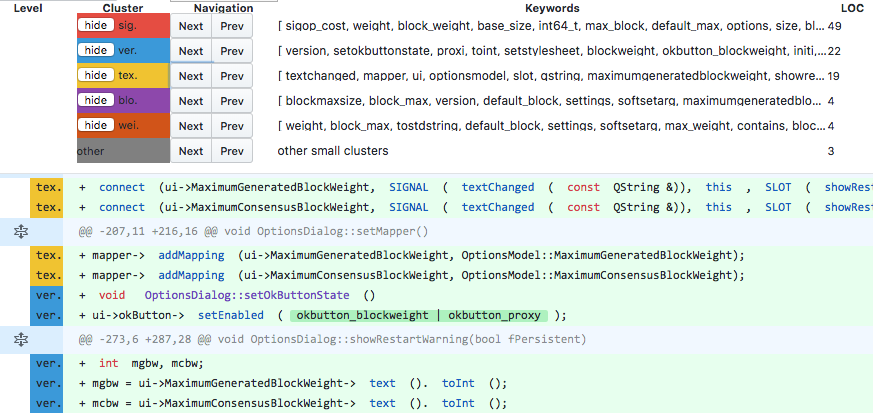 Level Cluster Navigation Keywords LOC
hide sig. Next Prev [ sigop_cost, weight, block_weight, base_size, int64_t, max_block, default_max, options, size, bl... 49
hide ver. Next Prev [ version, setokbuttonstate, proxi, toint, setstylesheet, blockweight, okbutton_blockweight, initi,... 22
hide tex. Next Prev [ textchanged, mapper, ui, optionsmodel, slot, qstring, maximumgeneratedblockweight, showre... 19
hide blo. Next Prev [ blockmaxsize, block_max, version, default_block, settings, softsetarg, maximumgeneratedblo... 4
hide wei. Next Prev [ weight, block_max, tostdstring, default_block, settings, softsetarg, max_weight, contains, bloc... 4
other Next Prev other small clusters 3
tex. + connect (ui->MaximumGeneratedBlockWeight, SIGNAL ( textChanged ( const QString &)), this , SLOT ( showRest
tex. + connect (ui->MaximumConsensusBlockWeight, SIGNAL ( textChanged ( const QString &)), this , SLOT ( showRest
@@ -207,11 +216,16 @@ void OptionsDialog::setMapper()
tex. + mapper-> addMapping (ui->MaximumGeneratedBlockWeight, OptionsModel::MaximumGeneratedBlockWeight);
tex. + mapper-> addMapping (ui->MaximumConsensusBlockWeight, OptionsModel::MaximumConsensusBlockWeight);
ver. + void OptionsDialog::setOkButtonState ()
ver. + ui->okButton-> setEnabled ( okbutton_blockweight | okbutton_proxy );
@@ -273,6 +287,28 @@ void OptionsDialog::showRestartWarning(bool fPersistent)
ver. + int mgbw, mcbw;
ver. + mgbw = ui->MaximumGeneratedBlockWeight-> text (). toInt ();
ver. + mcbw = ui->MaximumConsensusBlockWeight-> text (). toInt ();